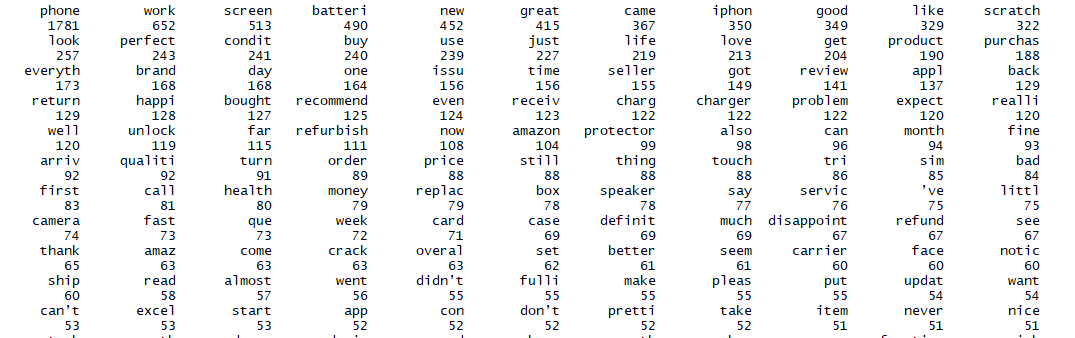 phone work screen batteri new great came iphon good like scratch
1781 652 513 490 452 415 367 350 349 329 322
look perfect condit buy use just life love get product purchas
257 243 241 240 239 227 219 213 204 190 188
everyth brand day one issu time seller got review appl back
173 168 168 164 156 156 155 149 141 137 129
return happi bought recommend even receiv charg charger problem expect realli
129 128 127 125 124 123 122 122 122 120 120
well unlock far refurbish now amazon protector also can month fine
120 119 115 111 108 104 99 98 96 94 93
arriv qualiti turn order price still thing touch tri sim bad
92 92 91 89 88 88 88 88 86 85 84
first call health money replac box speaker say servic ’ve littl
83 81 80 79 79 78 78 77 76 75 75
camera fast que week card case definit much disappoint refund see
74 73 73 72 71 69 69 69 67 67 67
thank amaz come crack overal set better seem carrier face notic
65 63 63 63 63 62 61 61 60 60 60
ship read almost went didn’t fulli make pleas put updat want
60 58 57 56 55 55 55 55 55 54 54
can’t excel start app con don’t pretti take item never nice
53 53 53 52 52 52 52 52 51 51 51